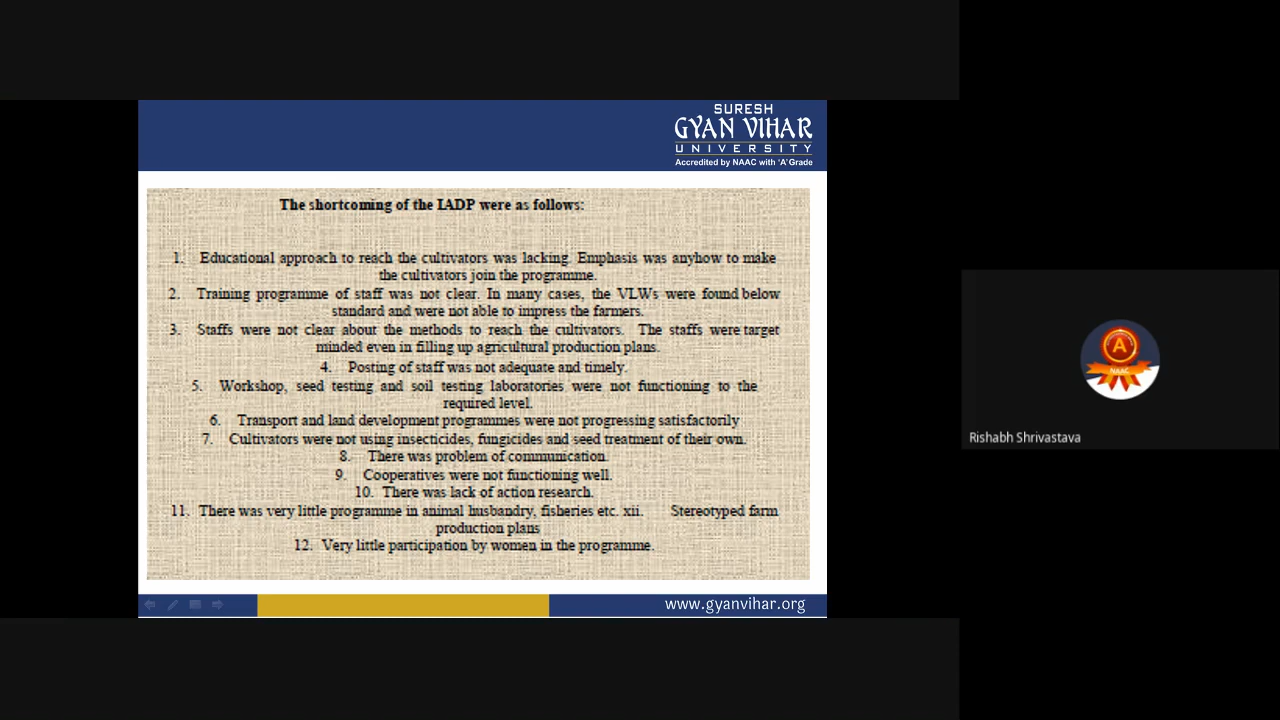 SURESH
GYAN VIHAR
UNIVERSITY
Accredited by NAAC with 'A' Grade
The shortcoming of the IADP were as follows:
1. Educational approach to reach the cultivators was lacking. Emphasis was anyhow to make
the cultivators join the programme.
2. Training programme of staff was not clear. In many cases, the VLWs were found below
standard and were not able to impress the farmers.
3. Staffs were not clear about the methods to reach the cultivators. The staffs were target
minded even in filling up agricultural production plans.
4. Posting of staff was not adequate and timely.
5. Workshop, seed testing and soil testing laboratories were not functioning to the
required level.
6. Transport and land development programmes were not progressing satisfactorily
7. Cultivators were not using insecticides, fungicides and seed treatment of their own.
8. There was problem of communication.
9. Cooperatives were not functioning well.
10. There was lack of action research.
11. There was very little programme in animal husbandry, fisheries etc. xii. Stereotyped farm
production plans
12. Very little participation by women in the programme.
www.gyanvihar.org
A
NAAC
Rishabh Shrivastava